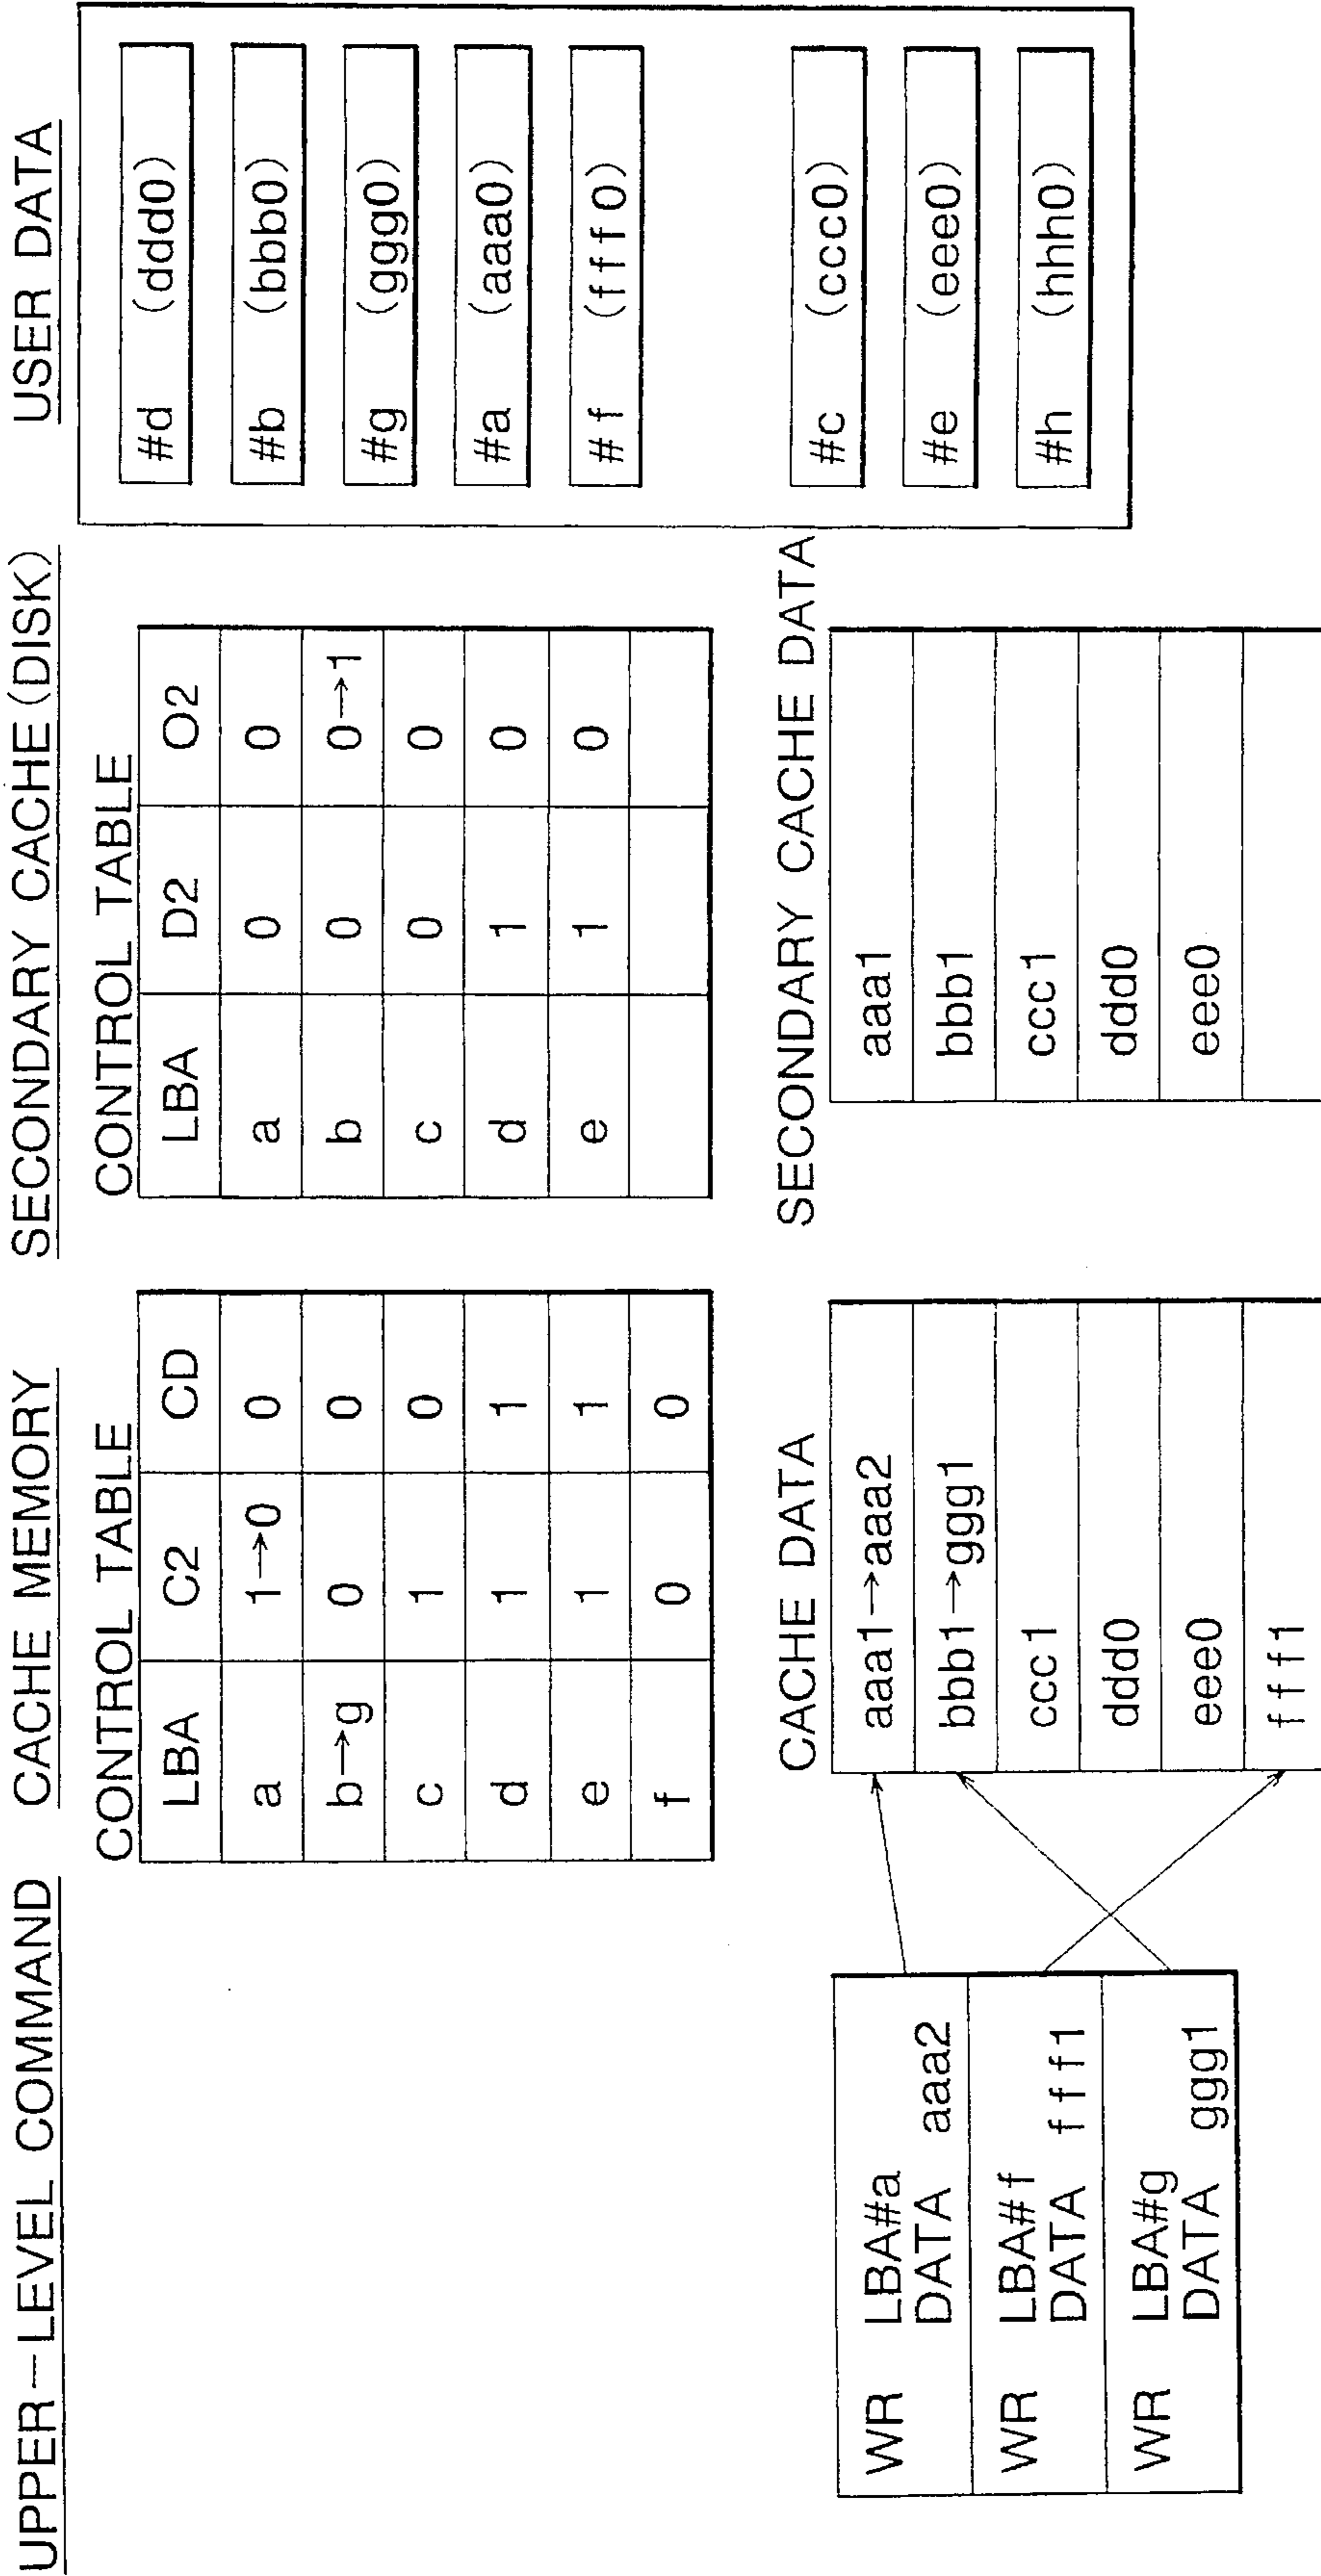 UPPER-LEVEL COMMAND
WR LBA#a
DATA aaa2
WR LBA#f
DATA fff1
WR LBA#g
DATA ggg1
CACHE MEMORY
CONTROL TABLE
LBA C2 CD
a 1→0 0
b→g 0 0
c 1 0
d 1 1
e 1 1
f 0 0
CACHE DATA
aaa1→aaa2
bbb1→ggg1
ccc1
ddd0
eee0
fff1
SECONDARY CACHE(DISK)
CONTROL TABLE
LBA D2 O2
a 0 0
b 0 0→1
c 0 0
d 1 0
e 1 0
SECONDARY CACHE DATA
aaa1
bbb1
ccc1
ddd0
eee0
USER DATA
#d (ddd0)
#b (bbb0)
#g (ggg0)
#a (aaa0)
#f (fff0)
#c (ccc0)
#e (eee0)
#h (hhh0)